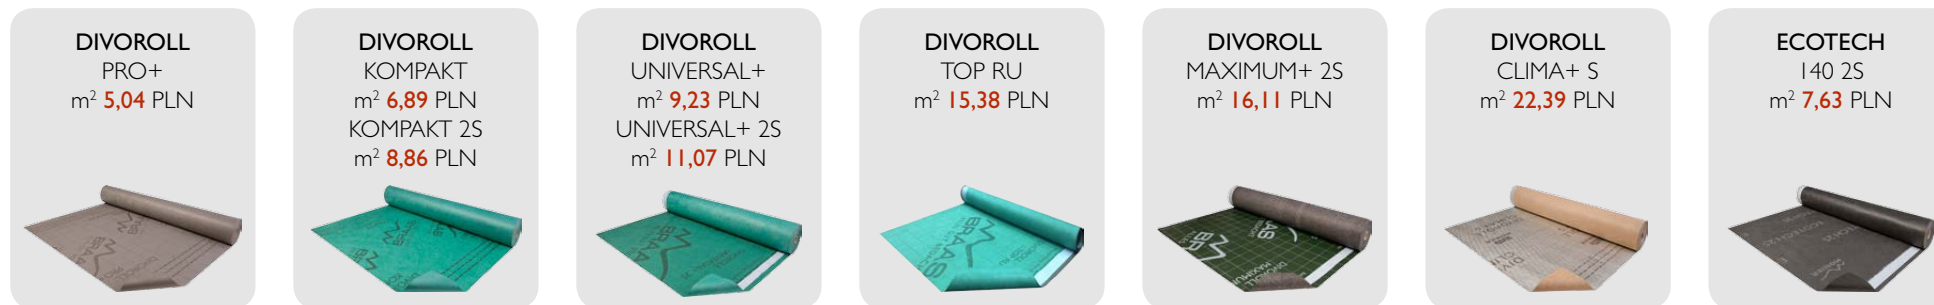 DIVOROLL
PRO+
m² 5,04 PLN
DIVOROLL
KOMPAKT
m² 6,89 PLN
KOMPAKT 2S
m² 8,86 PLN
DIVOROLL
UNIVERSAL+
m² 9,23 PLN
UNIVERSAL+ 2S
m² 11,07 PLN
DIVOROLL
TOP RU
m² 15,38 PLN
DIVOROLL
MAXIMUM+ 2S
m² 16,11 PLN
DIVOROLL
CLIMA+ S
m² 22,39 PLN
ECOTECH
140 2S
m² 7,63 PLN